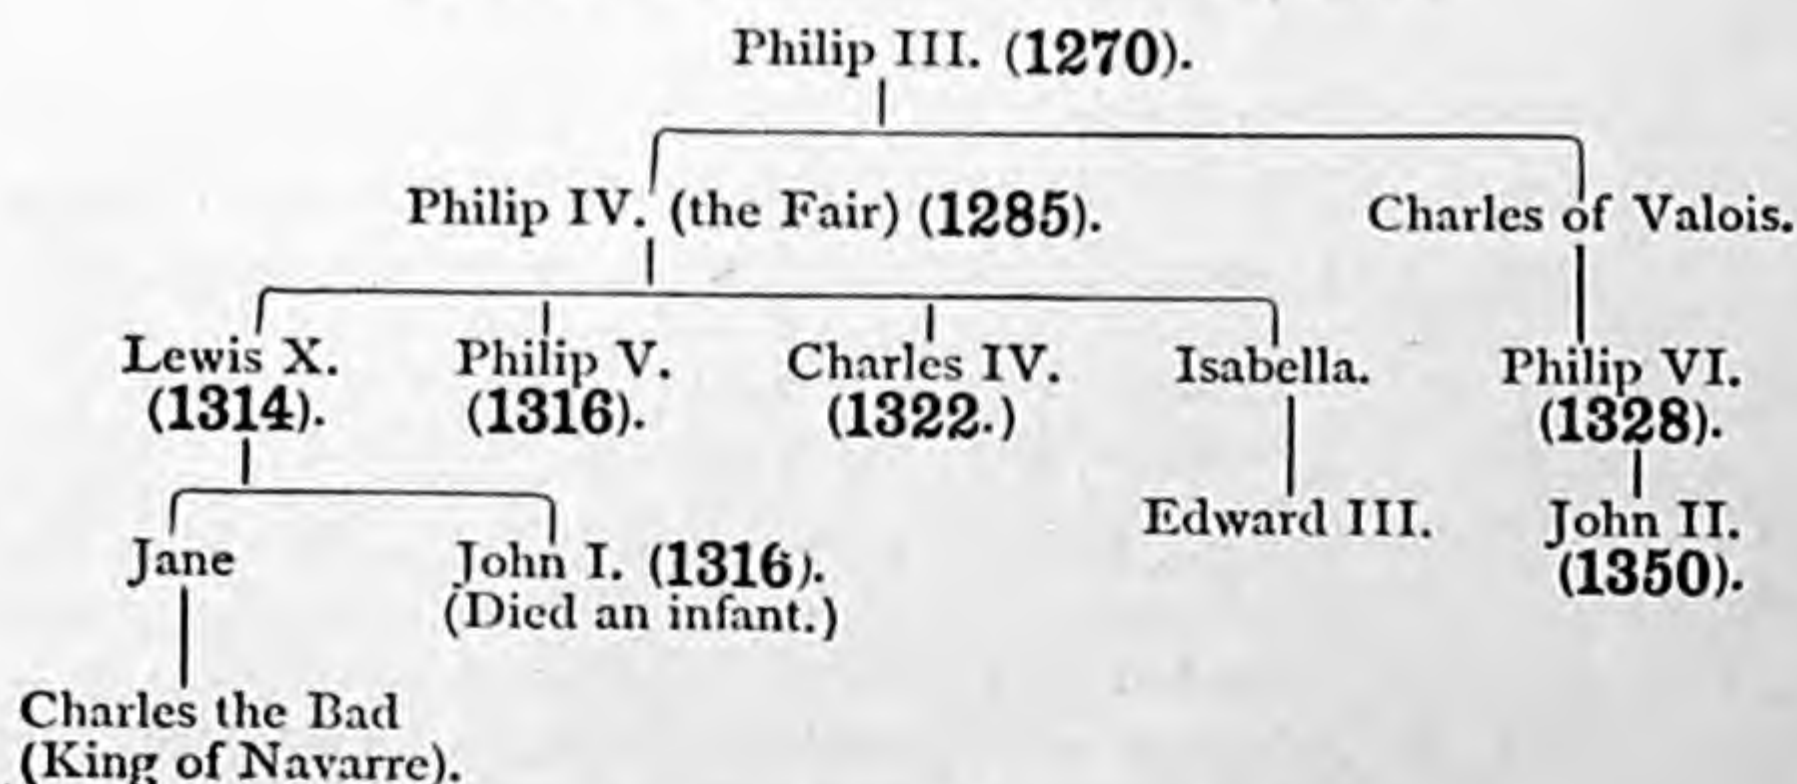 Philip III. (1270).
Philip IV. (the Fair) (1285). Charles of Valois.
Lewis X. Philip V. Charles IV. Isabella. Philip VI.
(1314). (1316). (1322.) (1328).
Edward III. John II.
Jane John I. (1316). (1350).
(Died an infant.)
Charles the Bad
(King of Navarre).